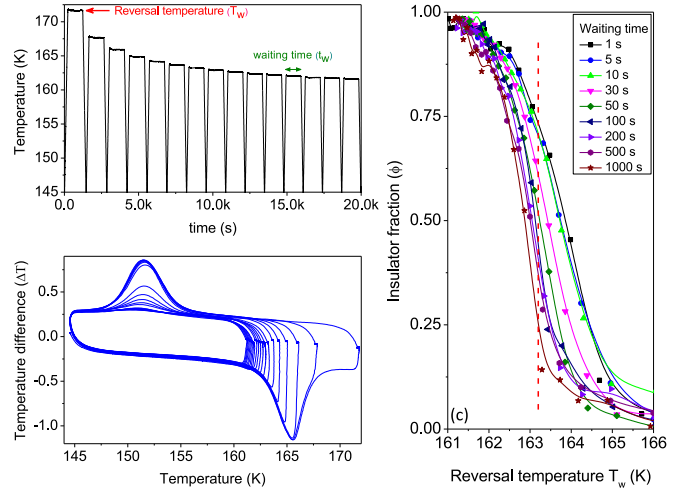 Reversal temperature (T_w)
waiting time (t_w)
Temperature (K)
170
165
160
155
150
145
0.0
5.0k
10.0k
15.0k
20.0k
time (s)
Temperature difference (ΔT)
0.5
0.0
-0.5
-1.0
145
150
155
160
165
170
Temperature (K)
Insulator fraction (ϕ)
1.00
0.75
0.50
0.25
0.00
Waiting time
1 s
5 s
10 s
30 s
50 s
100 s
200 s
500 s
1000 s
(c)
161
162
163
164
165
166
Reversal temperature T_w (K)